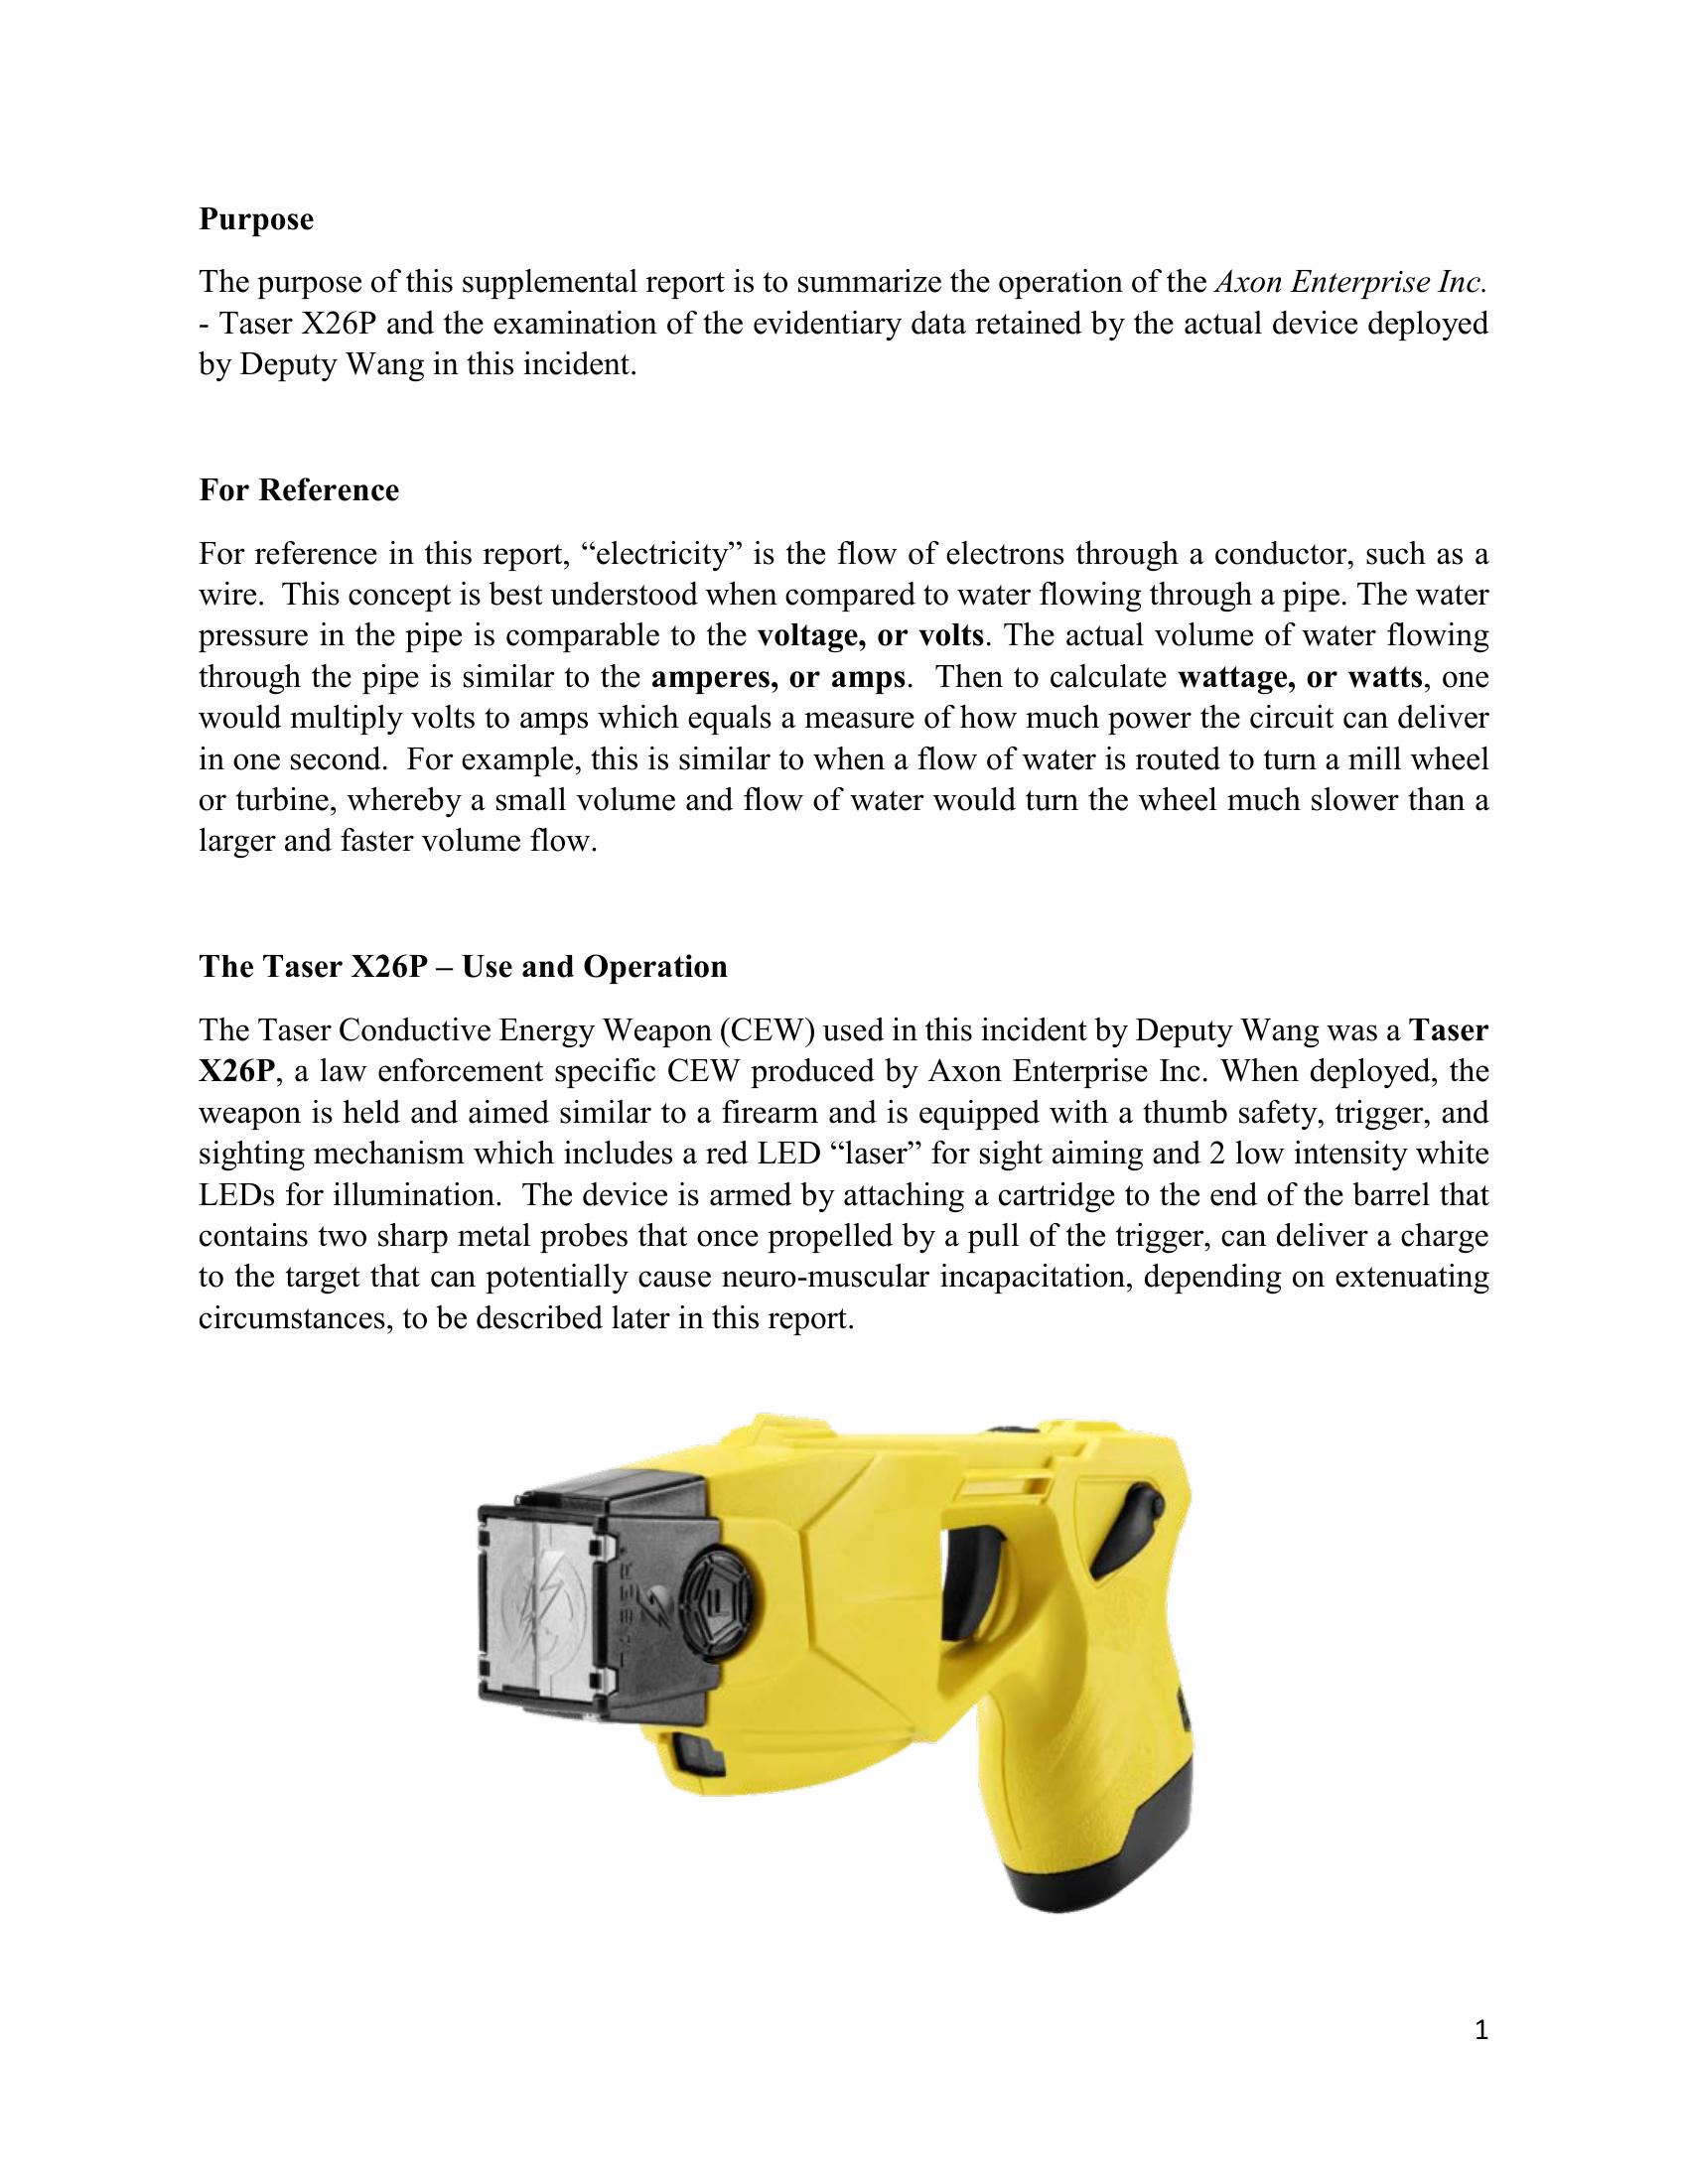 Purpose
The purpose of this supplemental report is to summarize the operation of the Axon Enterprise Inc.
- Taser X26P and the examination of the evidentiary data retained by the actual device deployed
by Deputy Wang in this incident.
For Reference
For reference in this report, “electricity” is the flow of electrons through a conductor, such as a
wire.  This concept is best understood when compared to water flowing through a pipe. The water
pressure in the pipe is comparable to the voltage, or volts. The actual volume of water flowing
through the pipe is similar to the amperes, or amps.  Then to calculate wattage, or watts, one
would multiply volts to amps which equals a measure of how much power the circuit can deliver
in one second.  For example, this is similar to when a flow of water is routed to turn a mill wheel
or turbine, whereby a small volume and flow of water would turn the wheel much slower than a
larger and faster volume flow.
The Taser X26P – Use and Operation
The Taser Conductive Energy Weapon (CEW) used in this incident by Deputy Wang was a Taser
X26P, a law enforcement specific CEW produced by Axon Enterprise Inc. When deployed, the
weapon is held and aimed similar to a firearm and is equipped with a thumb safety, trigger, and
sighting mechanism which includes a red LED “laser” for sight aiming and 2 low intensity white
LEDs for illumination.  The device is armed by attaching a cartridge to the end of the barrel that
contains two sharp metal probes that once propelled by a pull of the trigger, can deliver a charge
to the target that can potentially cause neuro-muscular incapacitation, depending on extenuating
circumstances, to be described later in this report.
TASER
1